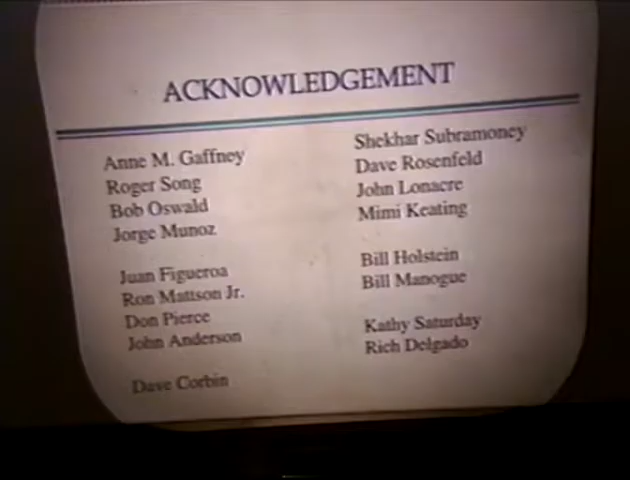 ACKNOWLEDGEMENT
Anne M. Gaffney
Roger Song
Bob Oswald
Jorge Munoz
Juan Figueroa
Ron Mattson Jr.
Don Pierce
John Anderson
Dave Corbin
Shekhar Subramoney
Dave Rosenfeld
John Lonacre
Mimi Keating
Bill Holstein
Bill Manogue
Kathy Saturday
Rich Delgado